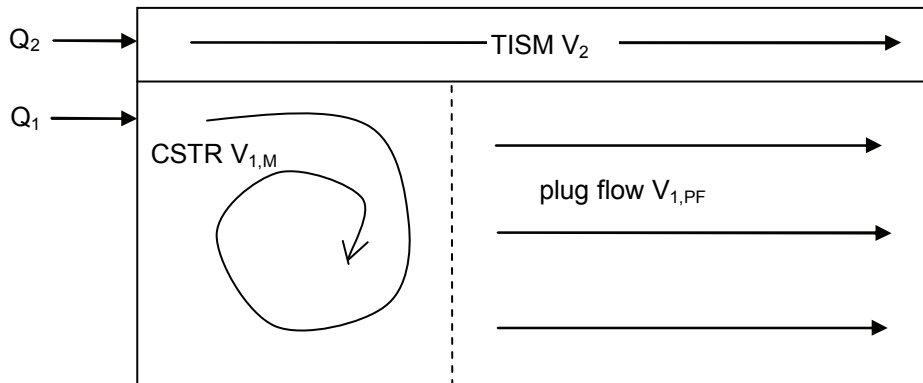 Q₂
TISM V₂
Q₁
CSTR V₁,M
plug flow V₁,PF